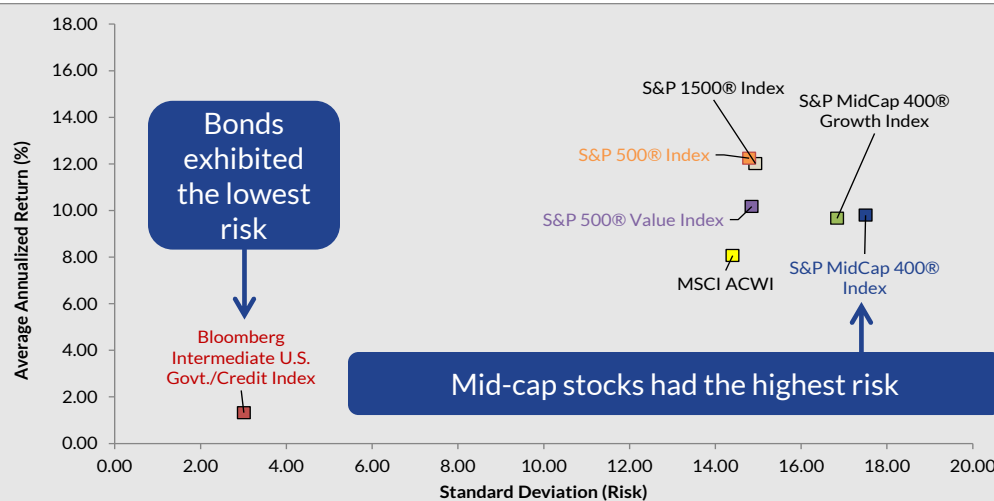 18.00
16.00
14.00
12.00
10.00
8.00
6.00
4.00
2.00
0.00
Average Annualized Return (%)
Bonds
exhibited
the lowest
risk
S&P 1500® Index
S&P MidCap 400®
Growth Index
S&P 500® Index
S&P 500® Value Index
MSCI ACWI
S&P MidCap 400®
Index
Bloomberg
Intermediate U.S.
Govt./Credit Index
Mid-cap stocks had the highest risk
0.00 2.00 4.00 6.00 8.00 10.00 12.00 14.00 16.00 18.00 20.00
Standard Deviation (Risk)